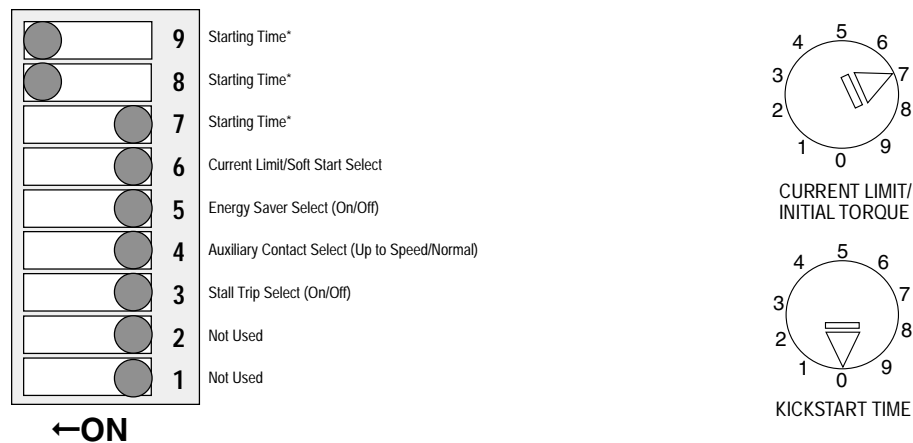 9 Starting Time*
8 Starting Time*
7 Starting Time*
6 Current Limit/Soft Start Select
5 Energy Saver Select (On/Off)
4 Auxiliary Contact Select (Up to Speed/Normal)
3 Stall Trip Select (On/Off)
2 Not Used
1 Not Used
←ON
0 1 2 3 4 5 6 7 8 9
CURRENT LIMIT/
INITIAL TORQUE
0 1 2 3 4 5 6 7 8 9
KICKSTART TIME